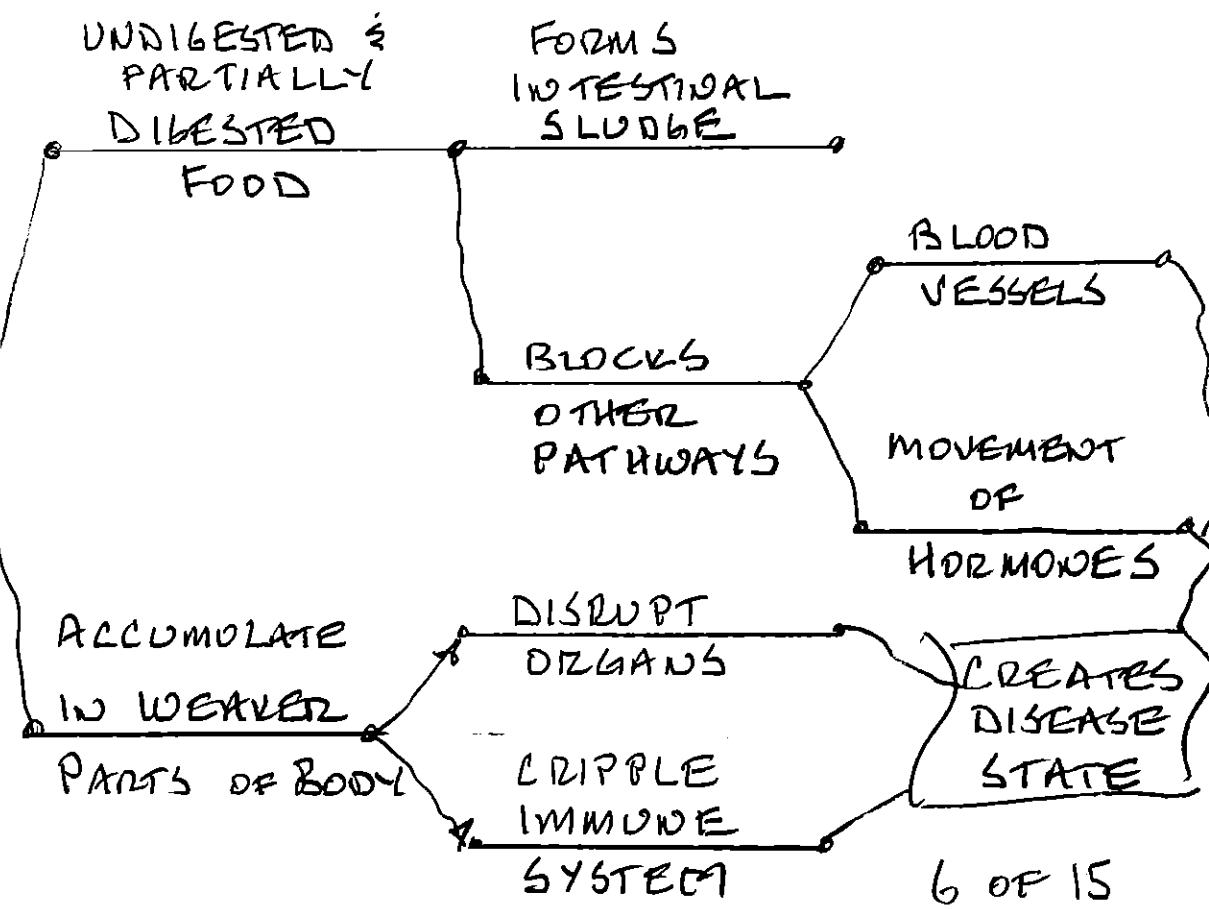 UNDIGESTED &
PARTIALLY
DIGESTED
FOOD
FORMS
INTESTINAL
SLUDGE
BLOCKS
OTHER
PATHWAYS
BLOOD
VESSELS
MOVEMENT
OF
HORMONES
ACCUMULATE
IN WEAKER
PARTS OF BODY
DISRUPT
ORGANS
CRIPPLE
IMMUNE
SYSTEM
CREATES
DISEASE
STATE
6 OF 15